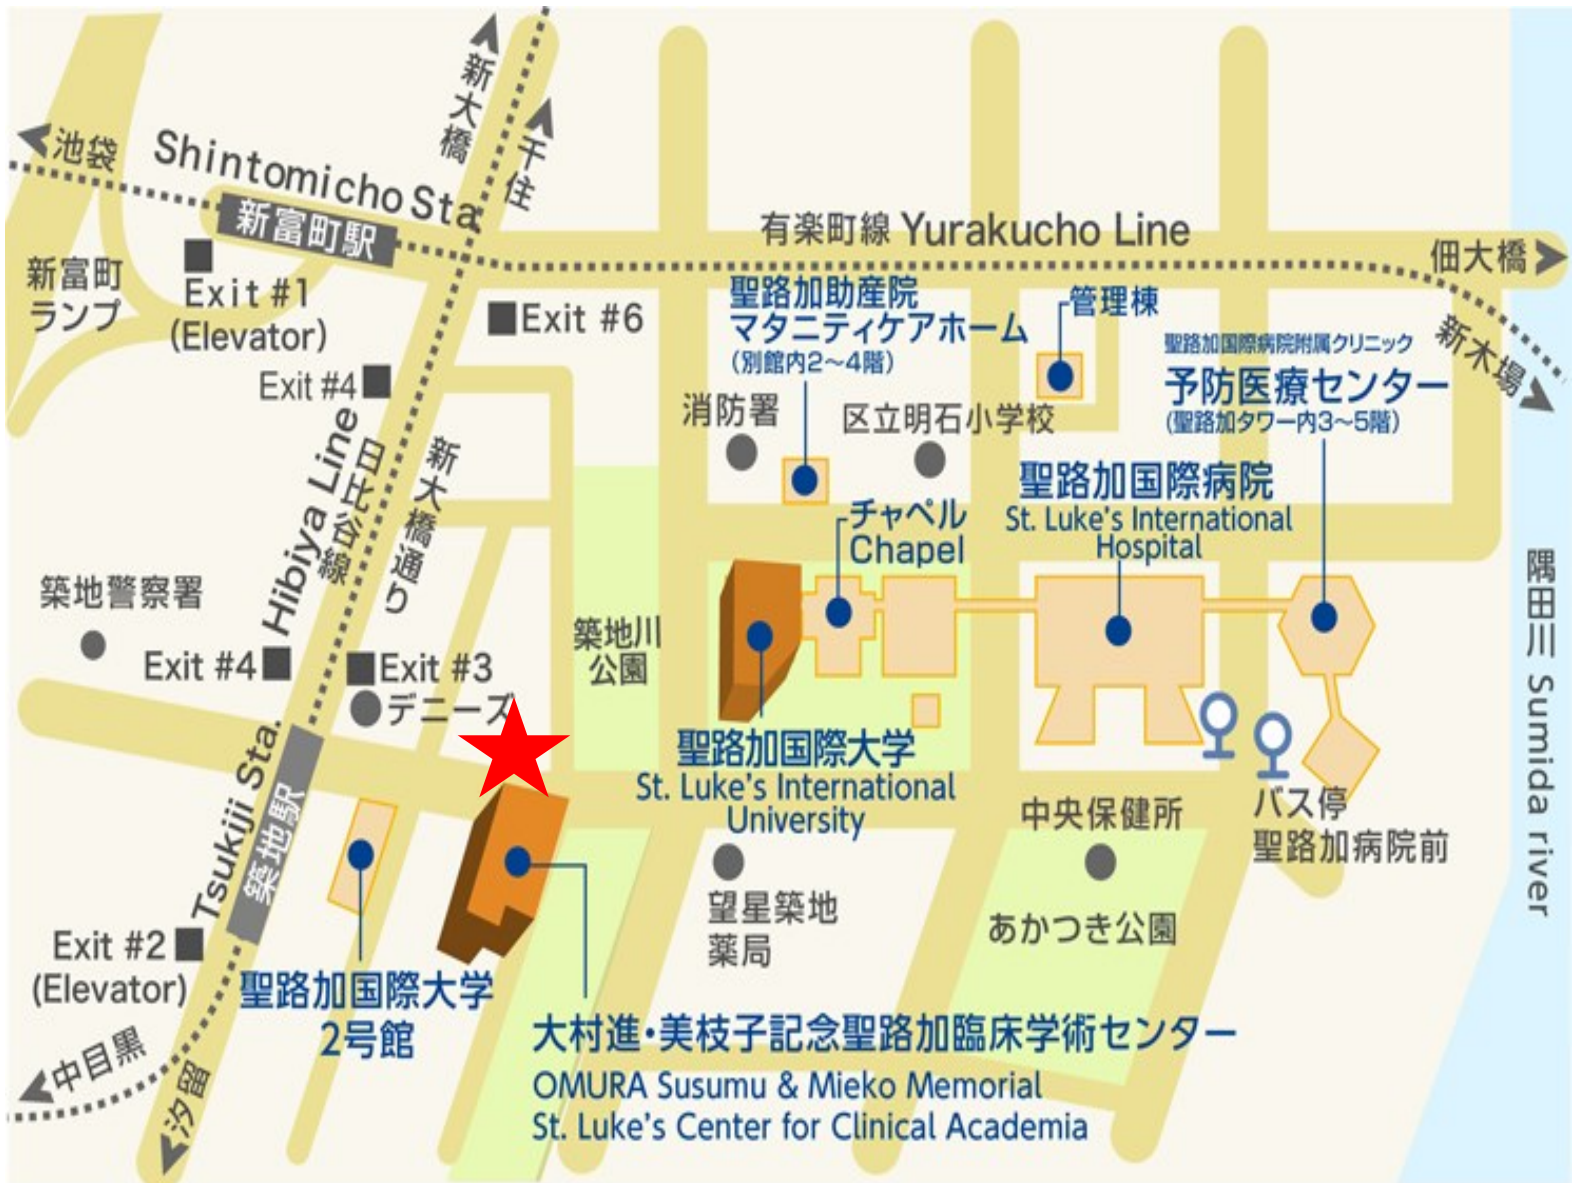 新大橋
千住
池袋
Shintomicho Sta.
新富町駅
有楽町線 Yurakucho Line
佃大橋
新木場
新富町
ランプ
Exit #1
(Elevator)
Exit #6
聖路加助産院
マタニティケアホーム
(別館内2〜4階)
管理棟
聖路加国際病院附属クリニック
予防医療センター
(聖路加タワー内3〜5階)
Exit #4
消防署
区立明石小学校
Hibiya Line
日比谷線
新大橋通り
聖路加国際病院
St. Luke's International
Hospital
チャペル
Chapel
築地警察署
Exit #4
Exit #3
デニーズ
築地川
公園
隅田川 Sumida river
Tsukiji Sta.
築地駅
聖路加国際大学
St. Luke's International
University
中央保健所
バス停
聖路加病院前
望星築地
薬局
あかつき公園
Exit #2
(Elevator)
聖路加国際大学
2号館
大村進・美枝子記念聖路加臨床学術センター
OMURA Susumu & Mieko Memorial
St. Luke's Center for Clinical Academia
中目黒
汐留